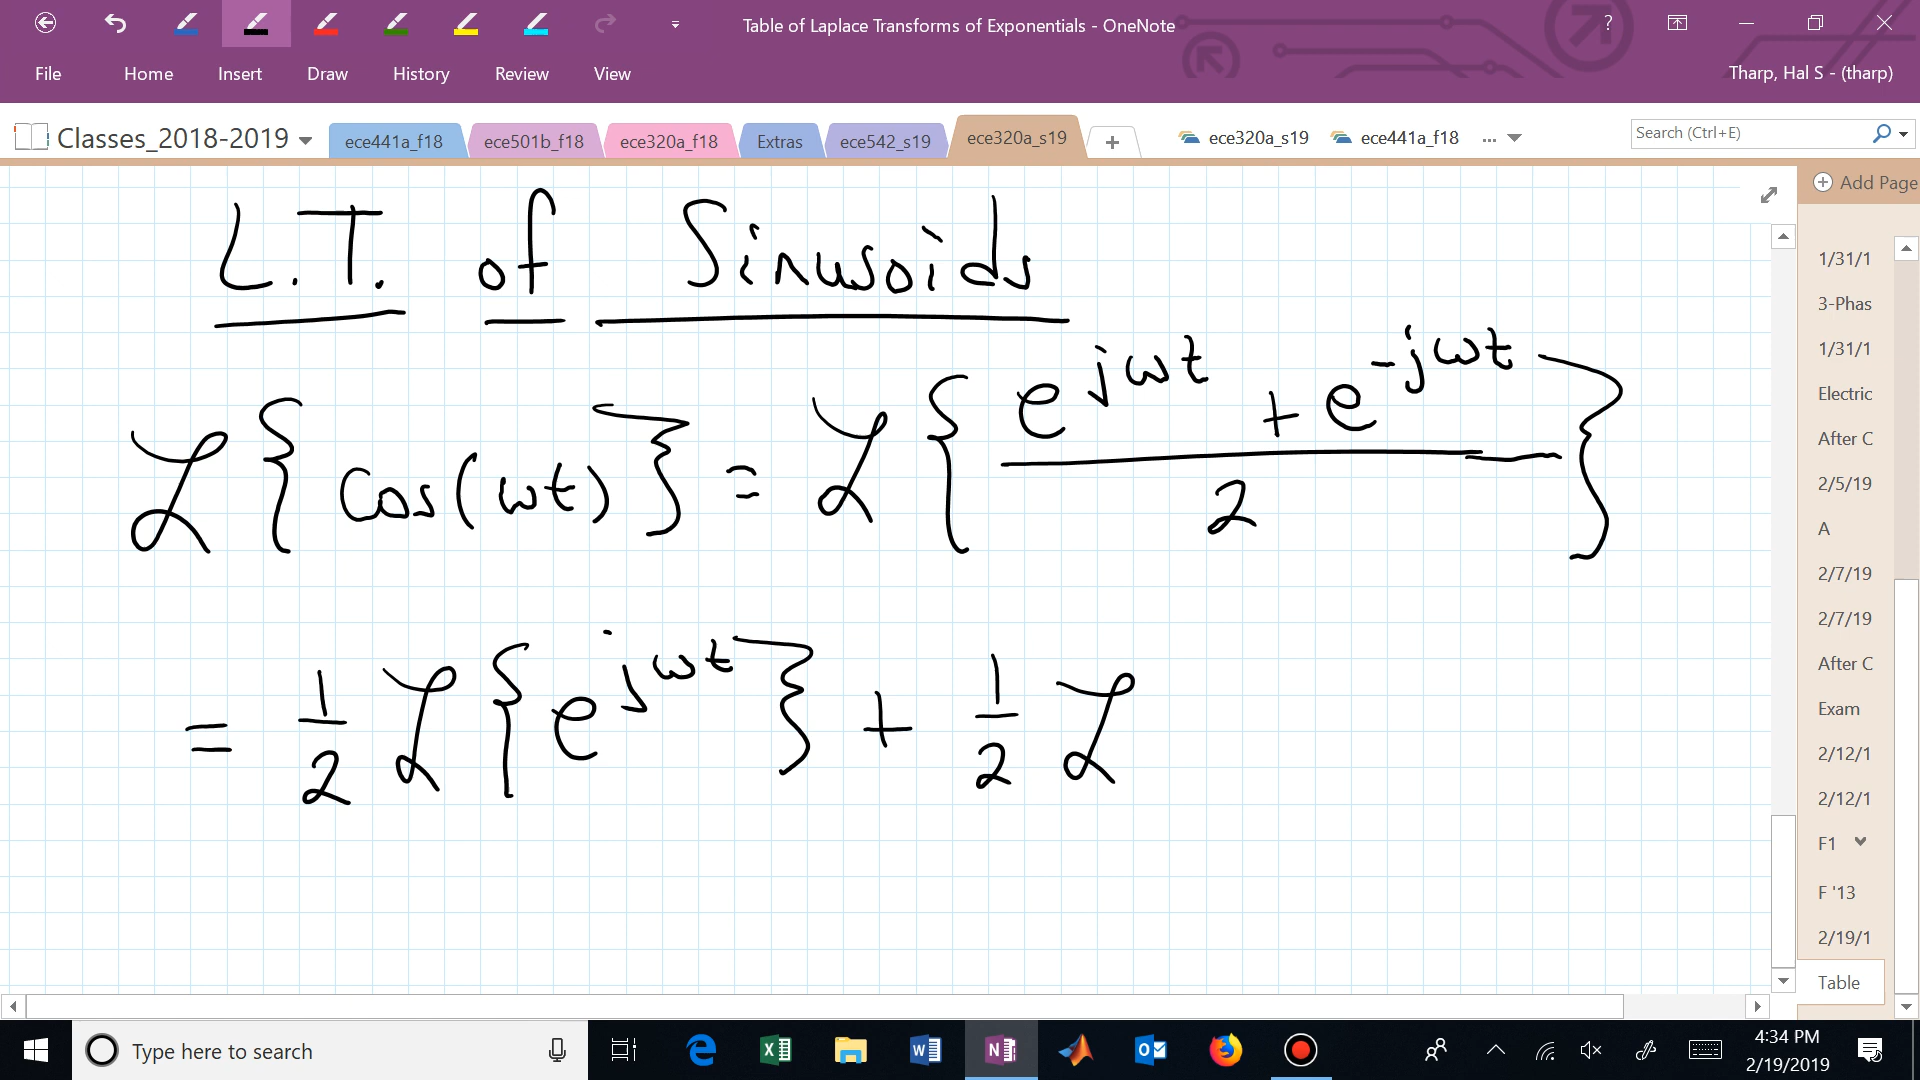 Table of Laplace Transforms of Exponentials - OneNote
?
File Home Insert Draw History Review View
Tharp, Hal S - (tharp)
Classes_2018-2019
ece441a_f18 ece501b_f18 ece320a_f18 Extras ece542_s19 ece320a_s19 +
ece320a_s19 ece441a_f18 ...
Search (Ctrl+E)
Add Page
L.T. of Sinusoids
ℒ{cos(ωt)} = ℒ{(e^{jωt} + e^{-jωt})/2}
= 1/2 ℒ{e^{jωt}} + 1/2 ℒ
1/31/1
3-Phas
1/31/1
Electric
After C
2/5/19
A
2/7/19
2/7/19
After C
Exam
2/12/1
2/12/1
F1
F '13
2/19/1
Table
Type here to search
4:34 PM
2/19/2019